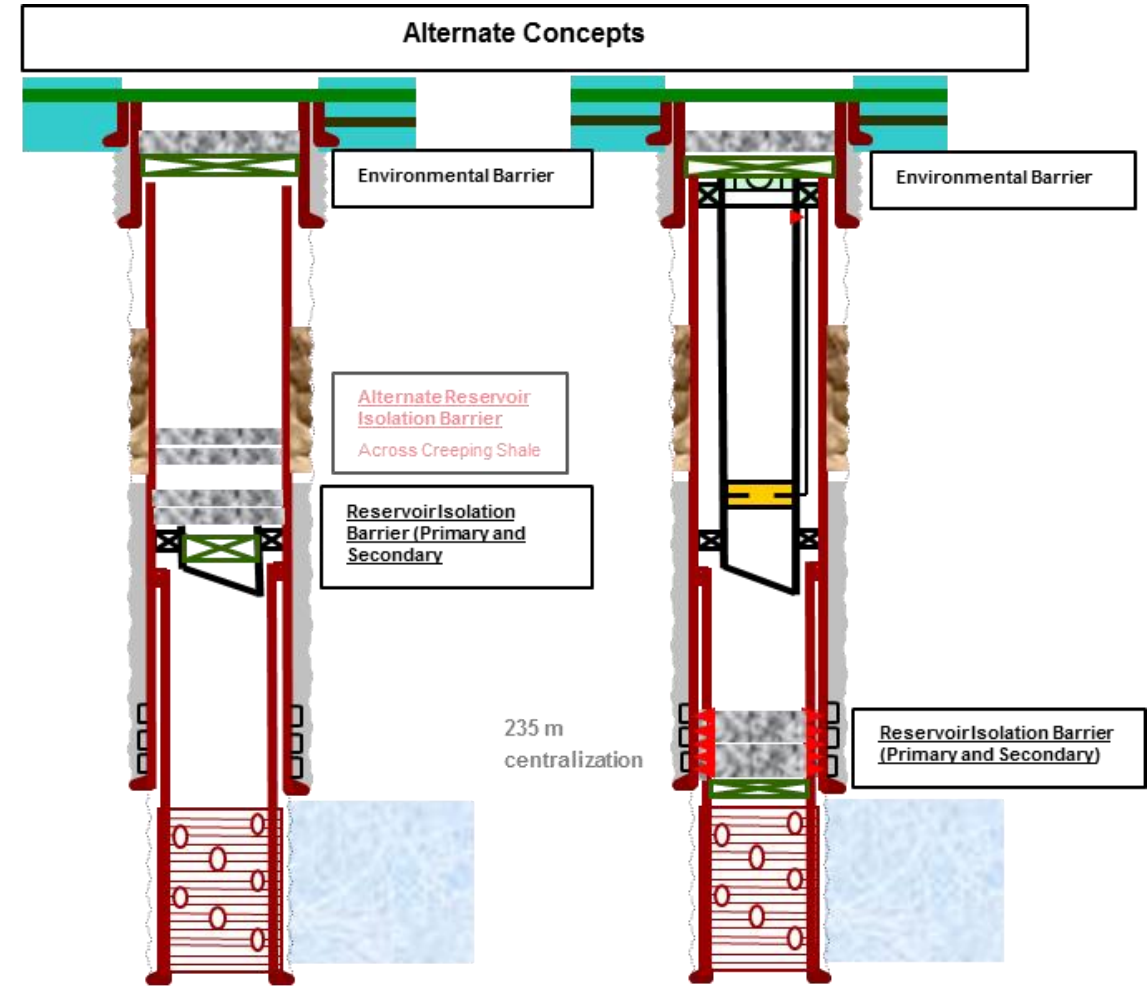 Alternate Concepts
Environmental Barrier
Environmental Barrier
Alternate Reservoir
Isolation Barrier
Across Creeping Shale
Reservoir Isolation
Barrier (Primary and
Secondary
235 m
centralization
Reservoir Isolation Barrier
(Primary and Secondary)